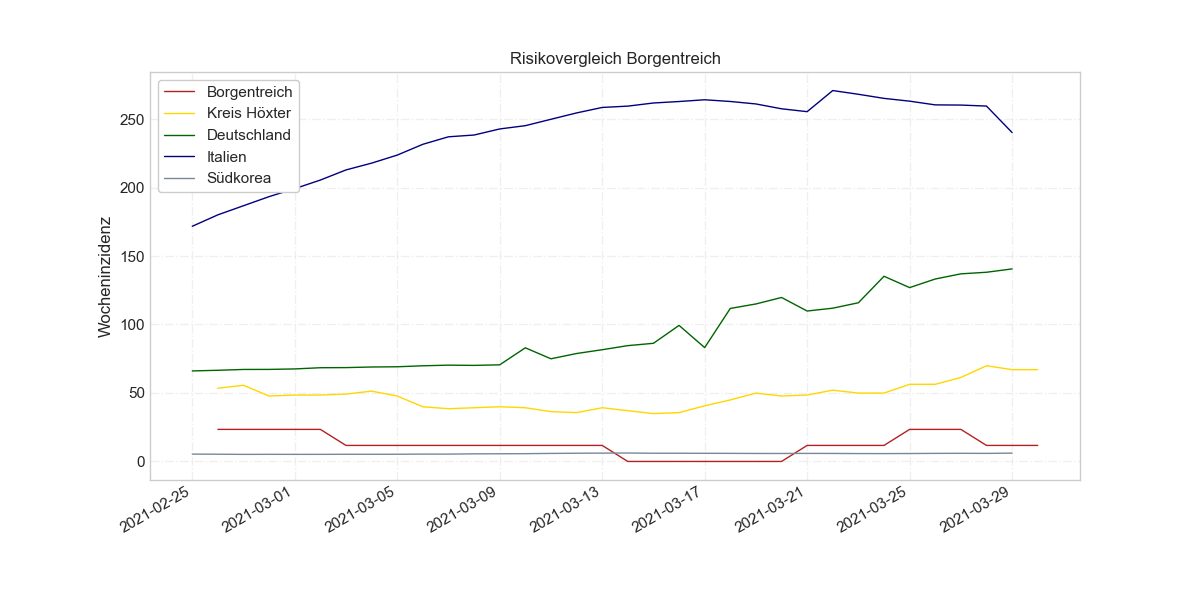 Risikovergleich Borgentreich
Borgentreich
Kreis Höxter
Deutschland
Italien
Südkorea
Wocheninzidenz
250
200
150
100
50
0
2021-02-25
2021-03-01
2021-03-05
2021-03-09
2021-03-13
2021-03-17
2021-03-21
2021-03-25
2021-03-29